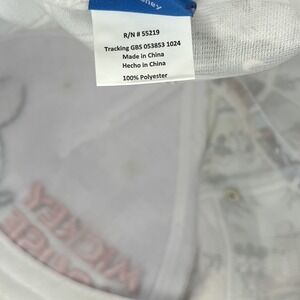 R/N # 55219
Tracking GBS 053853 1024
Made in China
Hecho in China
100% Polyester
MICKEY